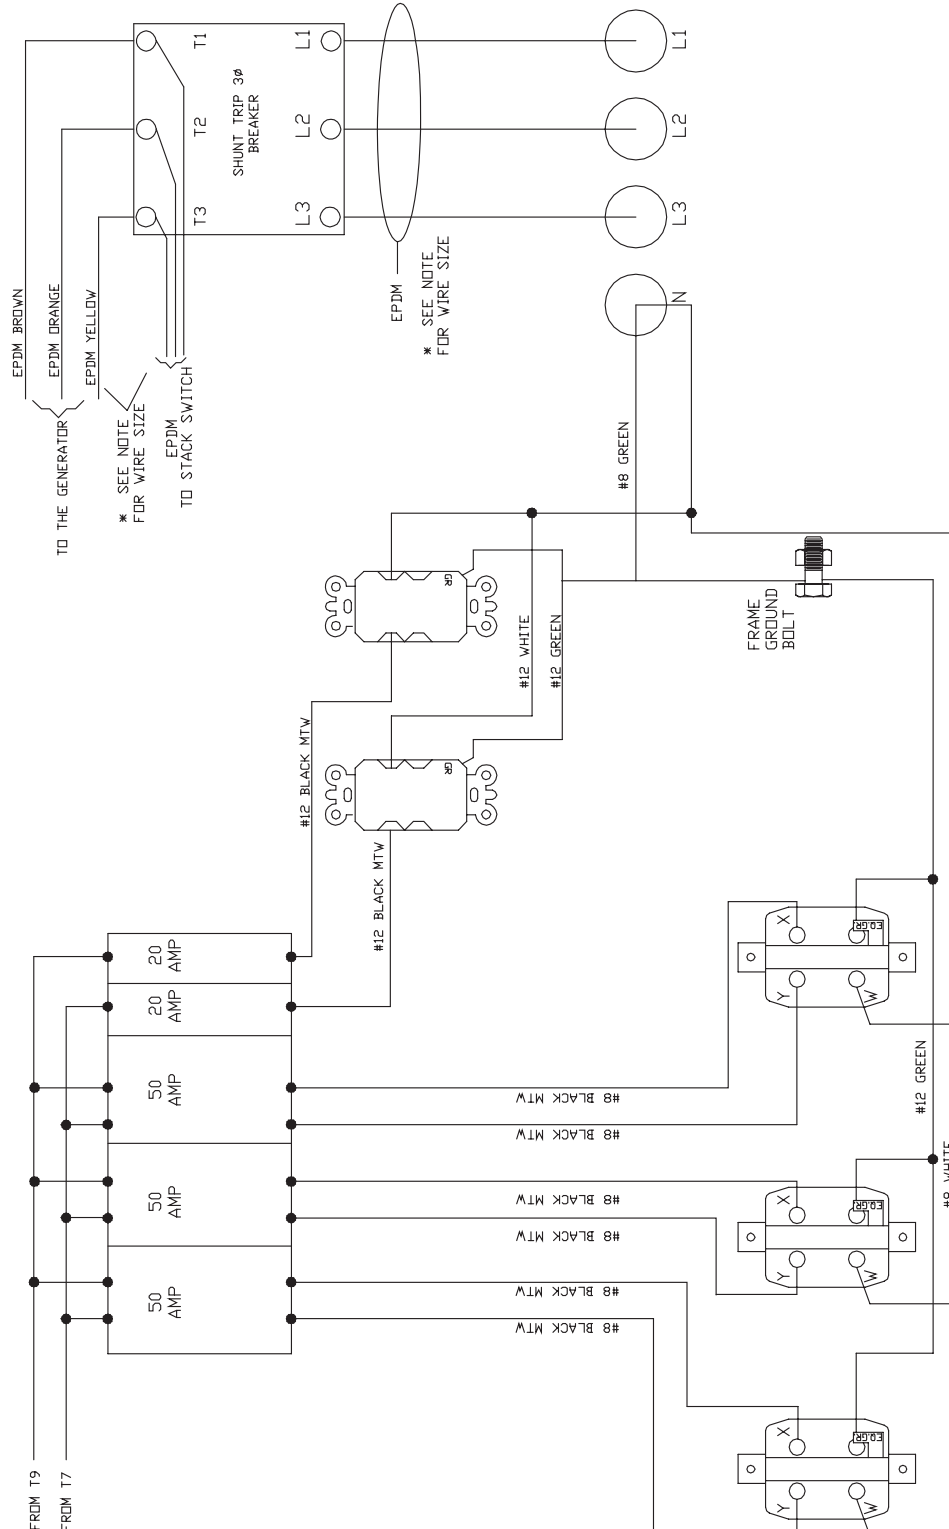 T1
L1
L1
T2
SHUNT TRIP 3ø
BREAKER
L2
L2
T3
L3
L3
N
EPDM BROWN
EPDM ORANGE
EPDM YELLOW
TO THE GENERATOR
* SEE NOTE
FOR WIRE SIZE
EPDM
TO STACK SWITCH
EPDM
* SEE NOTE
FOR WIRE SIZE
#8 GREEN
GR
#12 WHITE
#12 GREEN
FRAME
GROUND
BOLT
#12 BLACK MTW
GR
#12 BLACK MTW
20
AMP
20
AMP
50
AMP
50
AMP
50
AMP
#8 BLACK MTW
#8 BLACK MTW
#8 BLACK MTW
#8 BLACK MTW
#8 BLACK MTW
#8 BLACK MTW
X
EQ.GR.
Y
W
#12 GREEN
#8 WHITE
X
EQ.GR.
Y
W
X
EQ.GR.
Y
W
FROM T9
FROM T7